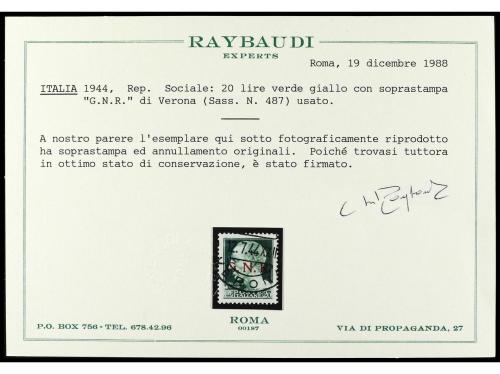 RAYBAUDI
EXPERTS
Roma, 19 dicembre 1988
ITALIA 1944, Rep. Sociale: 20 lire verde giallo con soprastampa
"G.N.R." di Verona (Sass. N. 487) usato.
A nostro parere l'esemplare qui sotto fotograficamente riprodotto
ha soprastampa ed annullamento originali. Poiché trovasi tuttora
in ottimo stato di conservazione, è stato firmato.
G.N.R.
ROMA
00187
P.O. BOX 756 - TEL. 678.42.96
VIA DI PROPAGANDA, 27